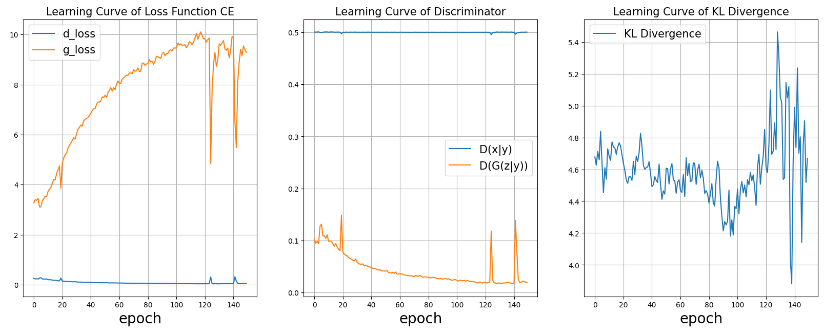 Learning Curve of Loss Function CE
d_loss
g_loss
10
8
6
4
2
0
0 20 40 60 80 100 120 140
epoch
Learning Curve of Discriminator
0.5
0.4
0.3
0.2
0.1
0.0
D(x|y)
D(G(z|y))
0 20 40 60 80 100 120 140
epoch
Learning Curve of KL Divergence
KL Divergence
5.4
5.2
5.0
4.8
4.6
4.4
4.2
4.0
0 20 40 60 80 100 120 140
epoch